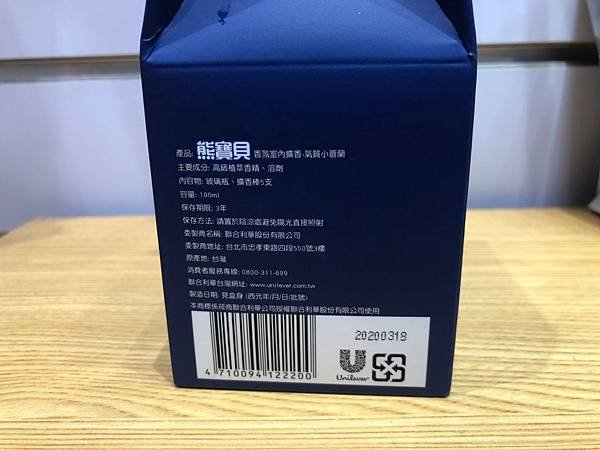 產品: 熊寶貝 香氛室內擴香-氣質小蒼蘭
主要成分: 高級植萃香精、溶劑
內容物: 玻璃瓶、擴香棒5支
容量: 100ml
保存期限: 3年
保存方法: 請置於陰涼處避免陽光直接照射
委製商名稱: 聯合利華股份有限公司
委製商地址: 台北市忠孝東路四段550號3樓
原產地: 台灣
消費者服務專線: 0800-311-699
聯合利華台灣網址: www.unilever.com.tw
製造日期: 見盒身 (西元年/月/日/批號)
本商標係荷商聯合利華公司授權聯合利華股份有限公司使用
20200318
Unilever
4 710094 122200